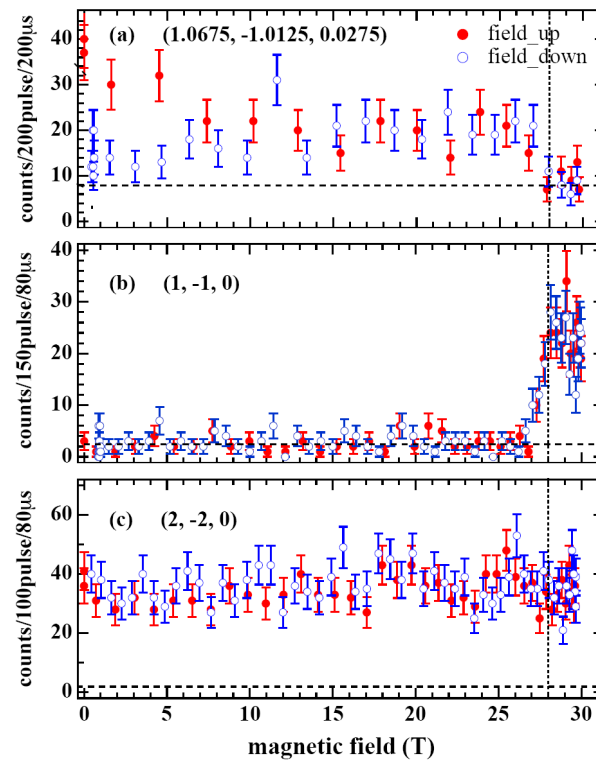 (a) (1.0675, -1.0125, 0.0275)
field_up
field_down
counts/200pulse/200μs
40
30
20
10
0
(b) (1, -1, 0)
counts/150pulse/80μs
40
30
20
10
0
(c) (2, -2, 0)
counts/100pulse/80μs
60
40
20
0
0 5 10 15 20 25 30
magnetic field (T)